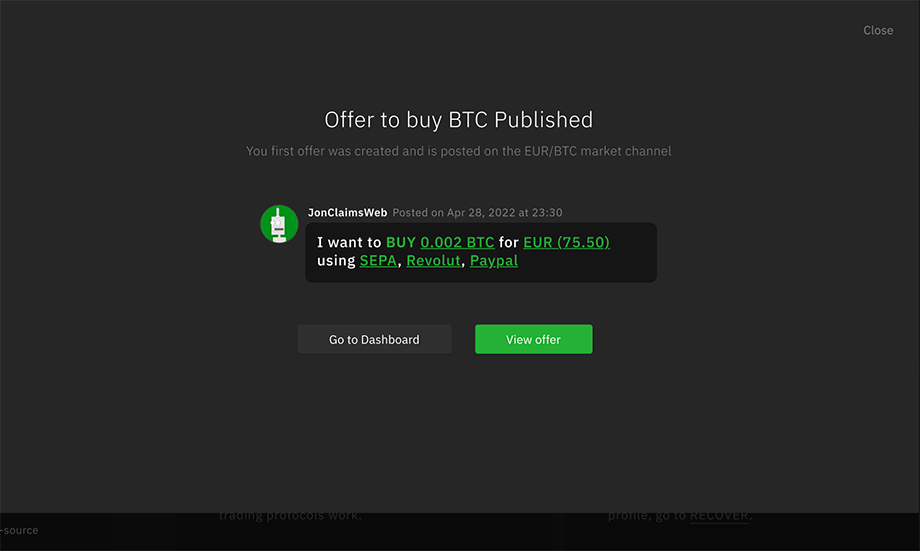 Close
Offer to buy BTC Published
You first offer was created and is posted on the EUR/BTC market channel
JonClaimsWeb Posted on Apr 28, 2022 at 23:30
I want to BUY 0.002 BTC for EUR (75.50)
using SEPA, Revolut, Paypal
Go to Dashboard
View offer
trading protocols work.
profile, go to RECOVER.
-source